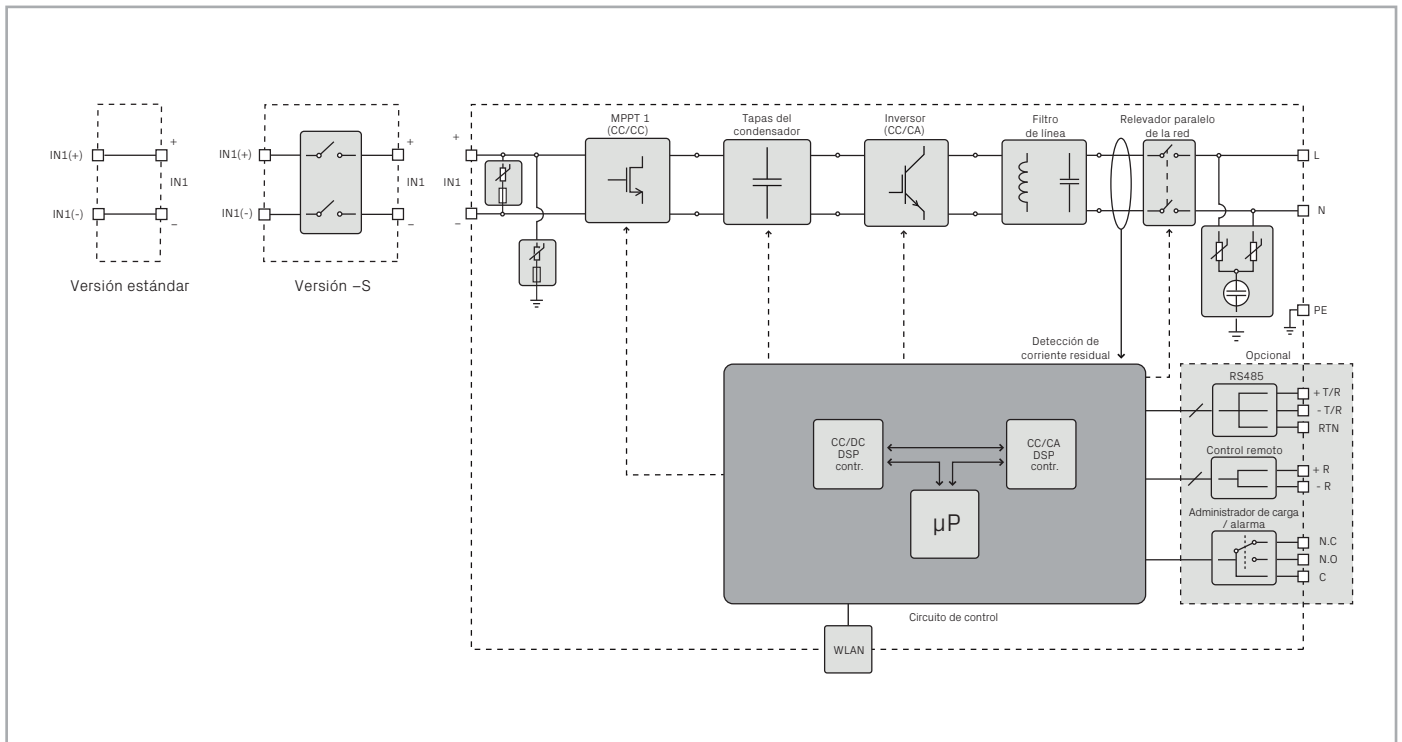 MPPT 1
(CC/CC)
Tapas del
condensador
Inversor
(CC/CA)
Filtro
de línea
Relevador paralelo
de la red
+
IN1(+)
IN1
IN1(-)
–
Versión estándar
+
IN1(+)
IN1
IN1(-)
–
Versión –S
+
IN1
–
L
N
PE
Detección de
corriente residual
Opcional
RS485
+ T/R
- T/R
RTN
Control remoto
+ R
- R
Administrador de carga
/ alarma
N.C
N.O
C
CC/DC
DSP
contr.
CC/CA
DSP
contr.
µP
Circuito de control
WLAN